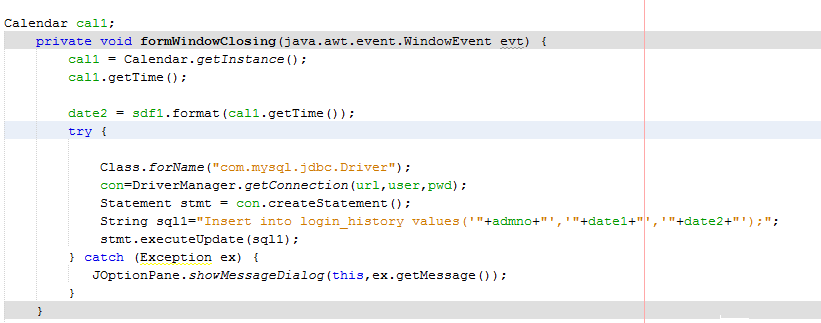 Calendar cal1;
private void formWindowClosing(java.awt.event.WindowEvent evt) {
cal1 = Calendar.getInstance();
cal1.getTime();
date2 = sdf1.format(cal1.getTime());
try {
Class.forName("com.mysql.jdbc.Driver");
con=DriverManager.getConnection(url,user,pwd);
Statement stmt = con.createStatement();
String sql1="Insert into login_history values('"+admno+"','"+date1+"','"+date2+"');";
stmt.executeUpdate(sql1);
} catch (Exception ex) {
JOptionPane.showMessageDialog(this,ex.getMessage());
}
}